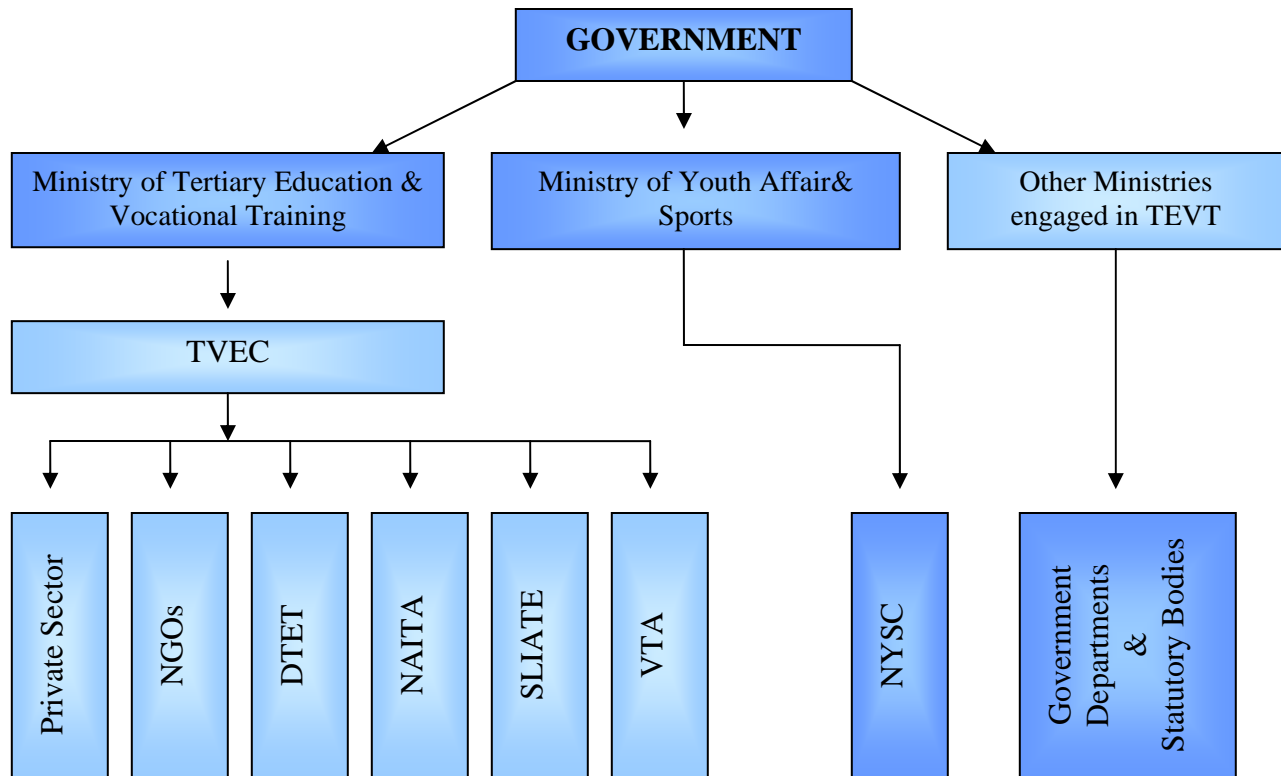 GOVERNMENT
Ministry of Tertiary Education &
Vocational Training
Ministry of Youth Affair&
Sports
Other Ministries
engaged in TEVT
TVEC
Private Sector
NGOs
DTET
NAITA
SLIATE
VTA
NYSC
Government
Departments
&
Statutory Bodies